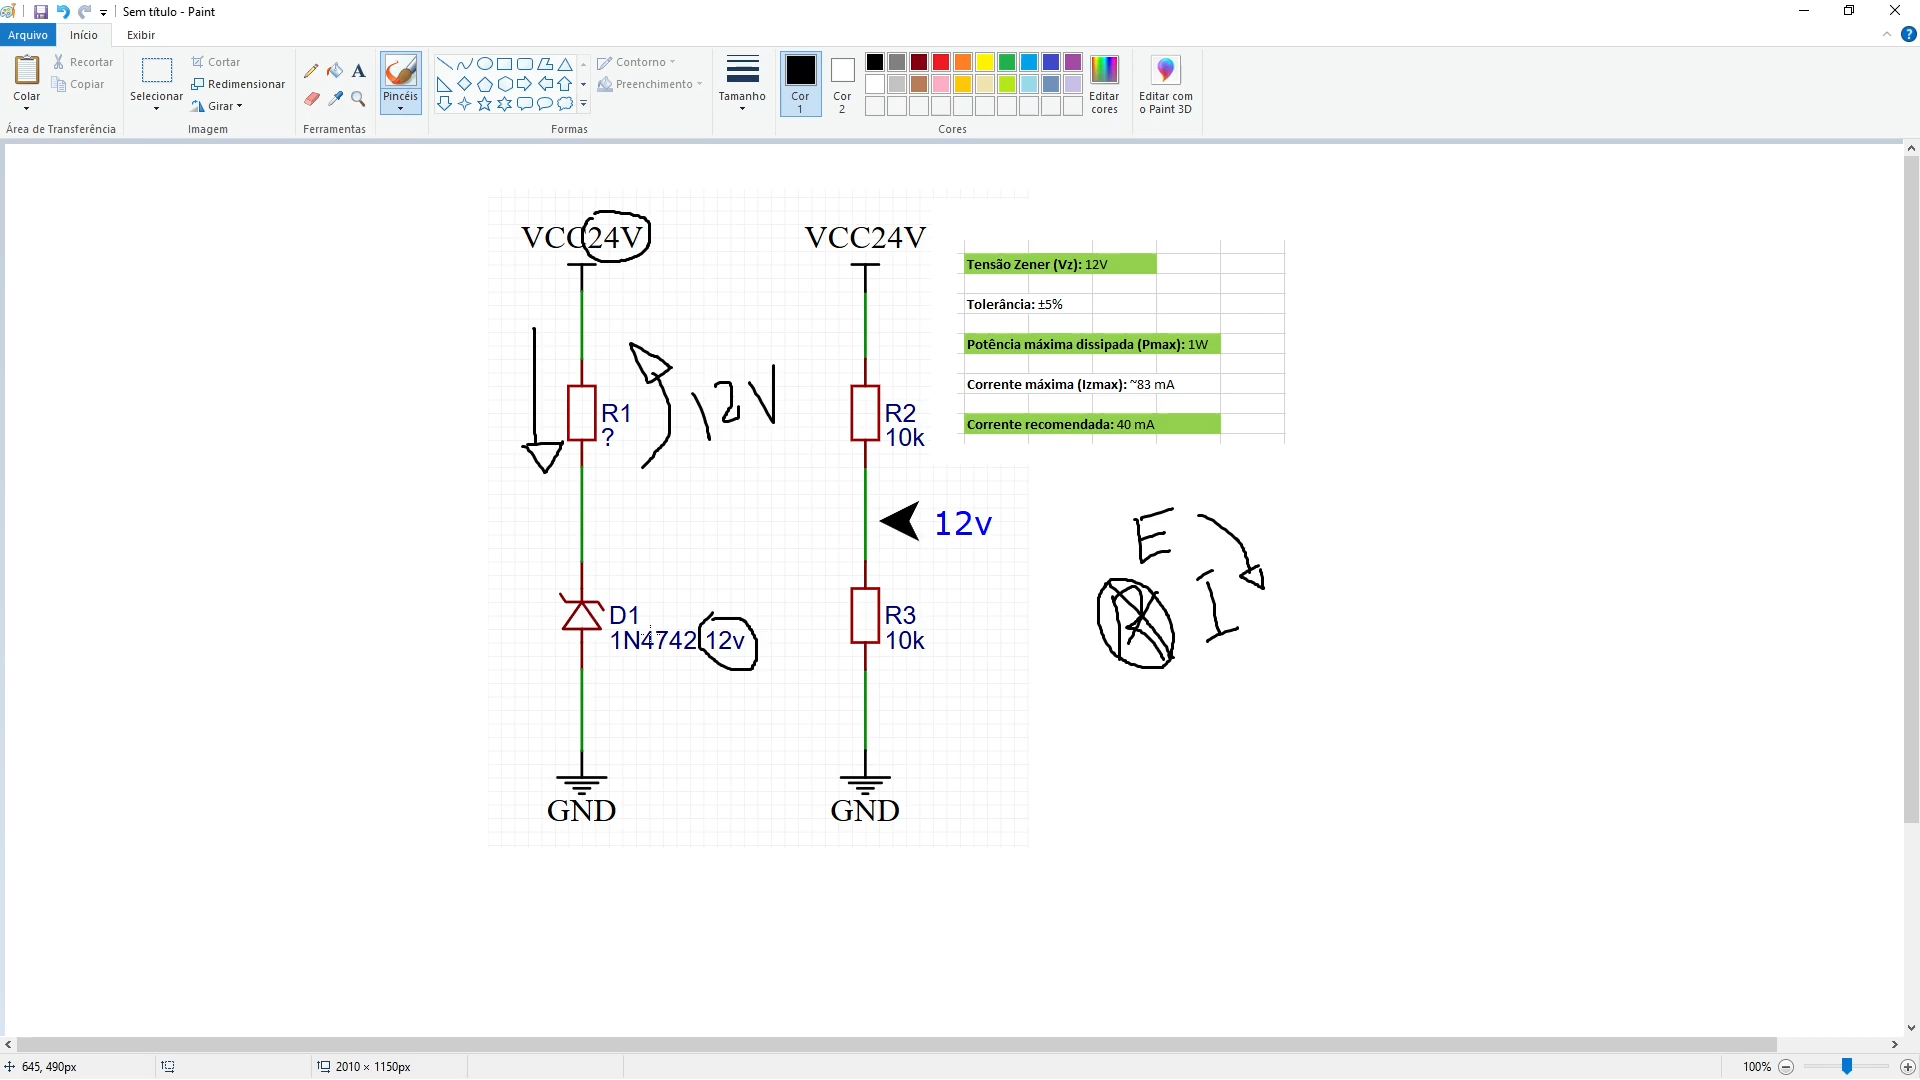 Sem título - Paint
Arquivo Início Exibir
Colar
Recortar
Copiar
Área de Transferência
Selecionar
Cortar
Redimensionar
Girar
Imagem
A
Ferramentas
Pincéis
Contorno
Preenchimento
Formas
Tamanho
Cor
1
Cor
2
Editar
cores
Cores
Editar com
o Paint 3D
?
VCC24V
R1
?
12V
D1
1N4742 12v
GND
VCC24V
R2
10k
12v
R3
10k
GND
Tensão Zener (Vz): 12V
Tolerância: ±5%
Potência máxima dissipada (Pmax): 1W
Corrente máxima (Izmax): ~83 mA
Corrente recomendada: 40 mA
E
R I
645, 490px
2010 × 1150px
100%